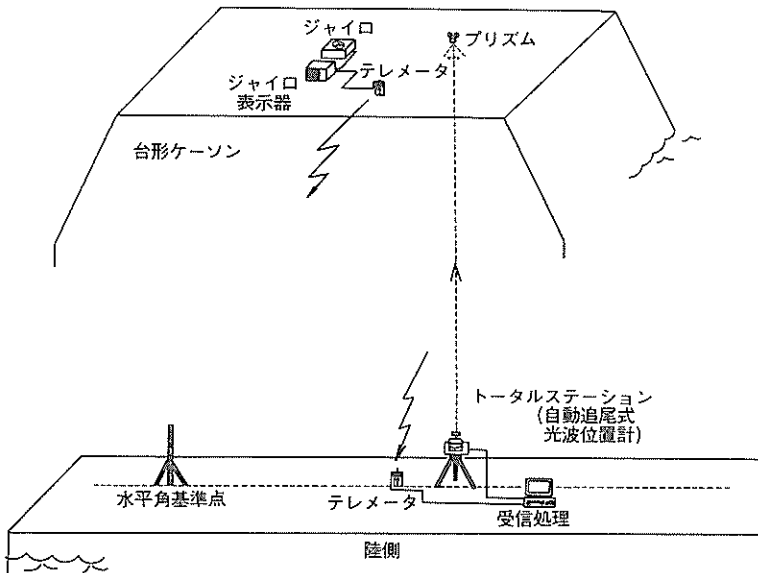 ジャイロ
プリズム
テレメータ
ジャイロ
表示器
台形ケーソン
トータルステーション
(自動追尾式
光波位置計)
水平角基準点
テレメータ
受信処理
陸側